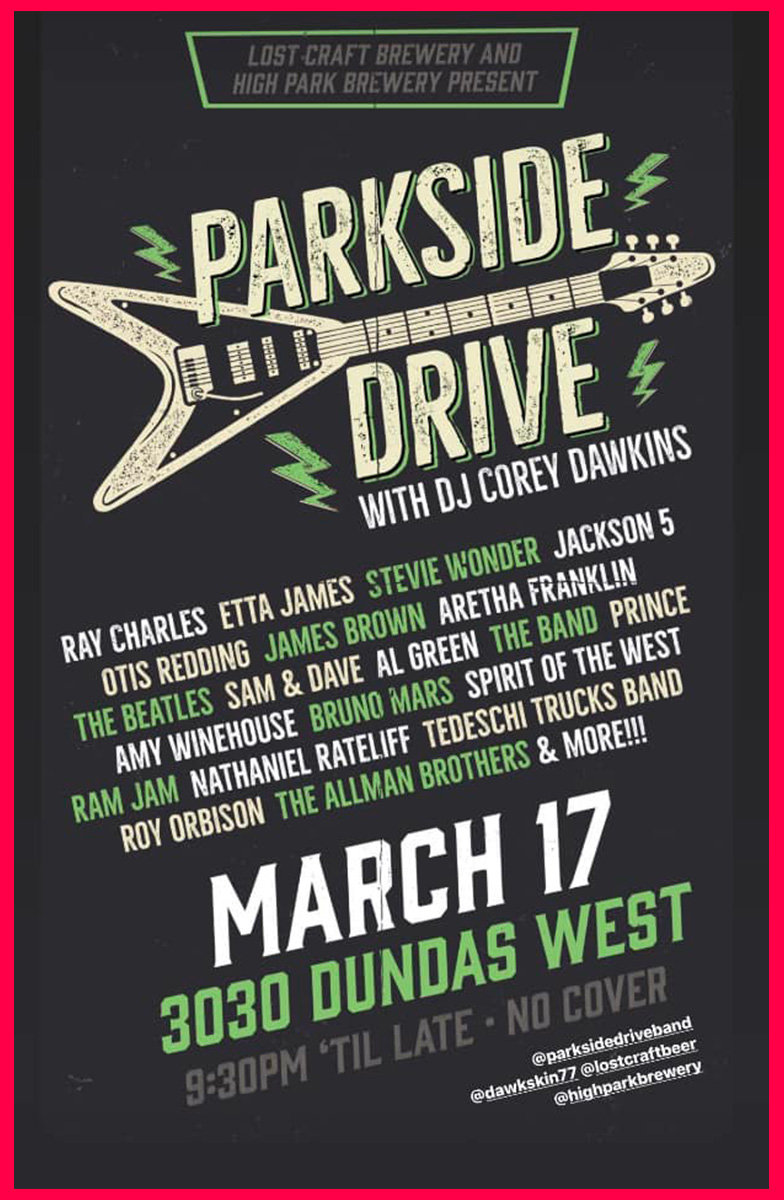 LOST CRAFT BREWERY AND
HIGH PARK BREWERY PRESENT
PARKSIDE
DRIVE
WITH DJ COREY DAWKINS
RAY CHARLES ETTA JAMES STEVIE WONDER JACKSON 5
OTIS REDDING JAMES BROWN ARETHA FRANKLIN
THE BEATLES SAM & DAVE AL GREEN THE BAND PRINCE
AMY WINEHOUSE BRUNO MARS SPIRIT OF THE WEST
RAM JAM NATHANIEL RATELIFF TEDESCHI TRUCKS BAND
ROY ORBISON THE ALLMAN BROTHERS & MORE!!!
MARCH 17
3030 DUNDAS WEST
9:30PM 'TIL LATE • NO COVER
@parksidedriveband
@dawkskin77 @lostcraftbeer
@highparkbrewery